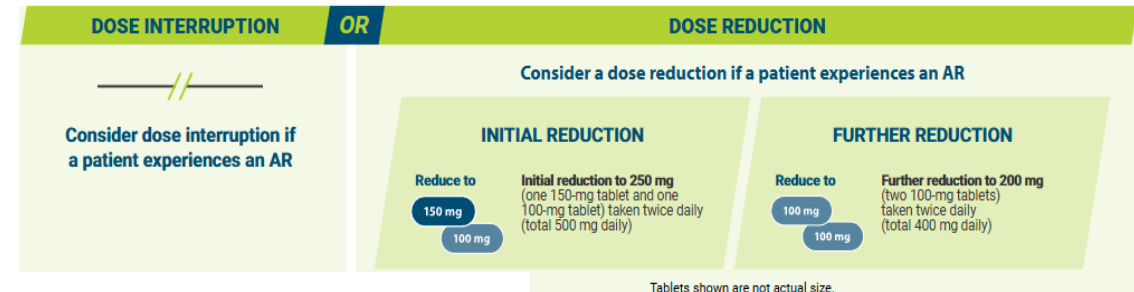 DOSE INTERRUPTION
OR
DOSE REDUCTION
Consider dose interruption if
a patient experiences an AR
Consider a dose reduction if a patient experiences an AR
INITIAL REDUCTION
Reduce to
150 mg
100 mg
Initial reduction to 250 mg
(one 150-mg tablet and one
100-mg tablet) taken twice daily
(total 500 mg daily)
FURTHER REDUCTION
Reduce to
100 mg
100 mg
Further reduction to 200 mg
(two 100-mg tablets)
taken twice daily
(total 400 mg daily)
Tablets shown are not actual size.